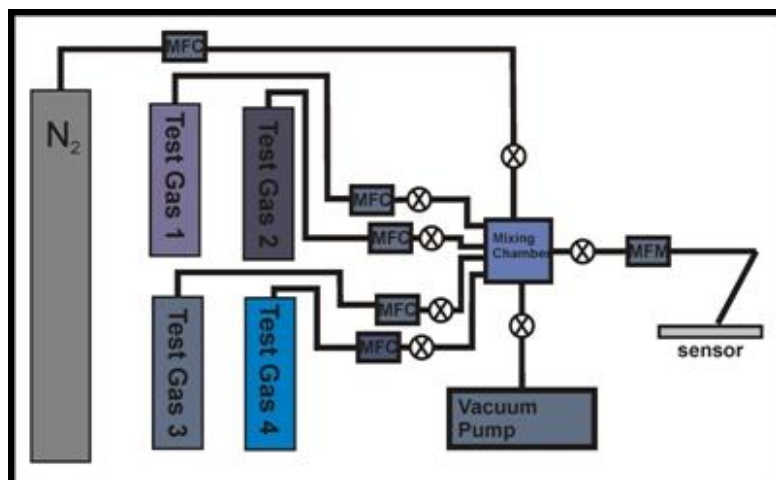 MFC
N2
Test Gas 1
Test Gas 2
MFC
MFC
Mixing
Chamber
MFM
sensor
Test Gas 3
Test Gas 4
MFC
MFC
Vacuum
Pump